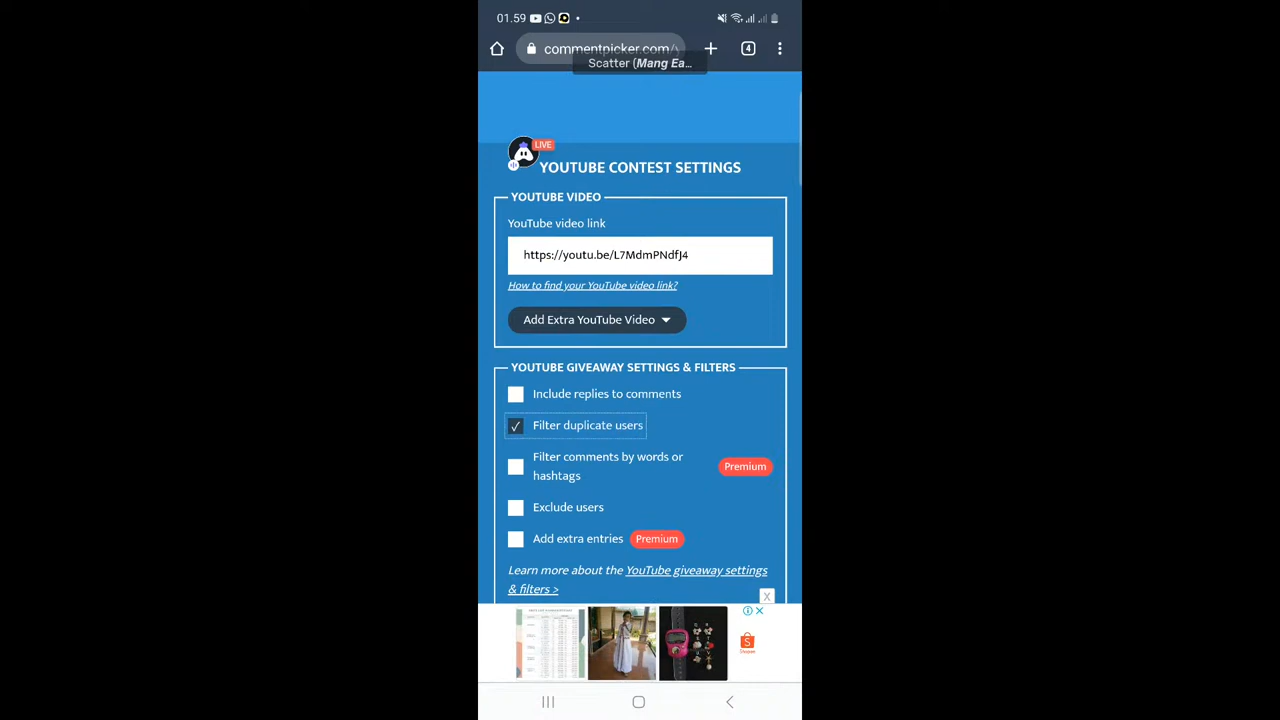 01.59
commentpicker.com/y
4
Scatter (Mang Ea...
LIVE
YOUTUBE CONTEST SETTINGS
YOUTUBE VIDEO
YouTube video link
https://youtu.be/L7MdmPNdfJ4
How to find your YouTube video link?
Add Extra YouTube Video
YOUTUBE GIVEAWAY SETTINGS & FILTERS
Include replies to comments
Filter duplicate users
Filter comments by words or
hashtags
Premium
Exclude users
Add extra entries Premium
Learn more about the YouTube giveaway settings
& filters >
X
Shopee